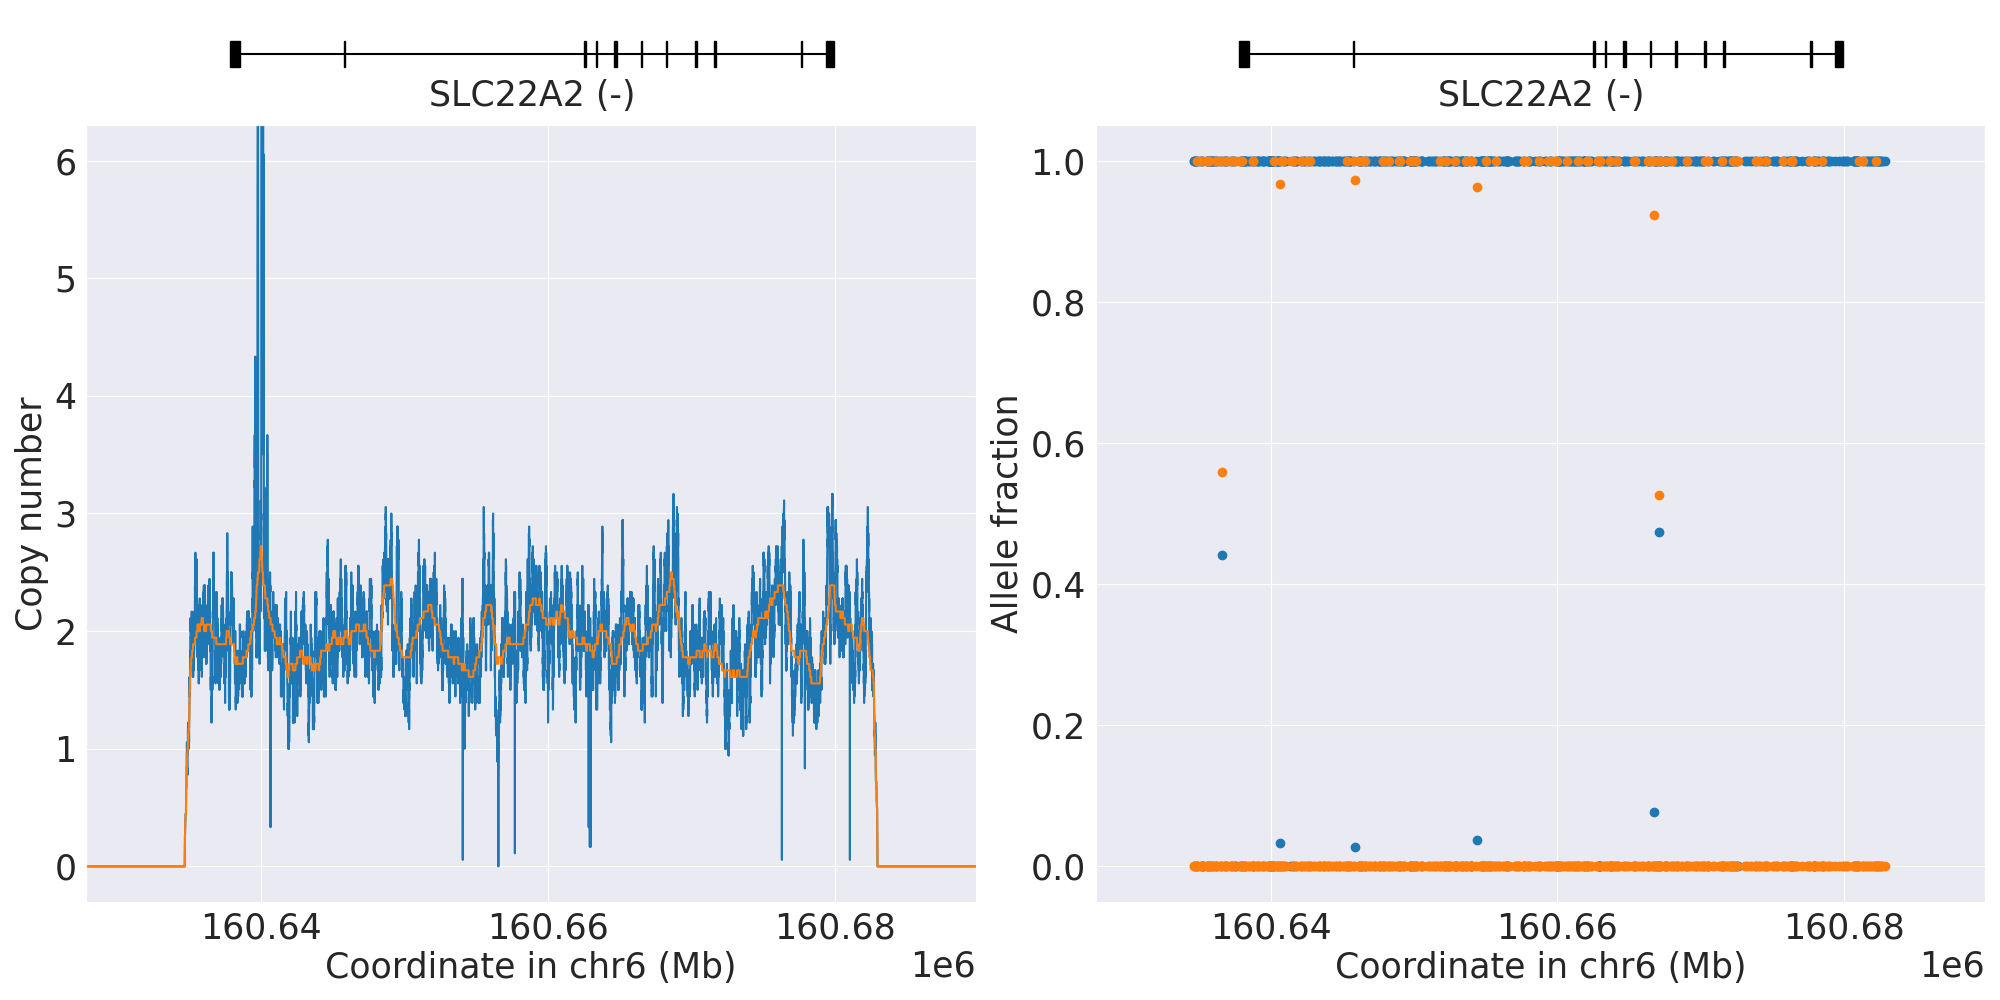 SLC22A2 (-)
6
5
4
3
2
1
0
Copy number
160.64 160.66 160.68
Coordinate in chr6 (Mb)
1e6
SLC22A2 (-)
1.0
0.8
0.6
0.4
0.2
0.0
Allele fraction
160.64 160.66 160.68
Coordinate in chr6 (Mb)
1e6